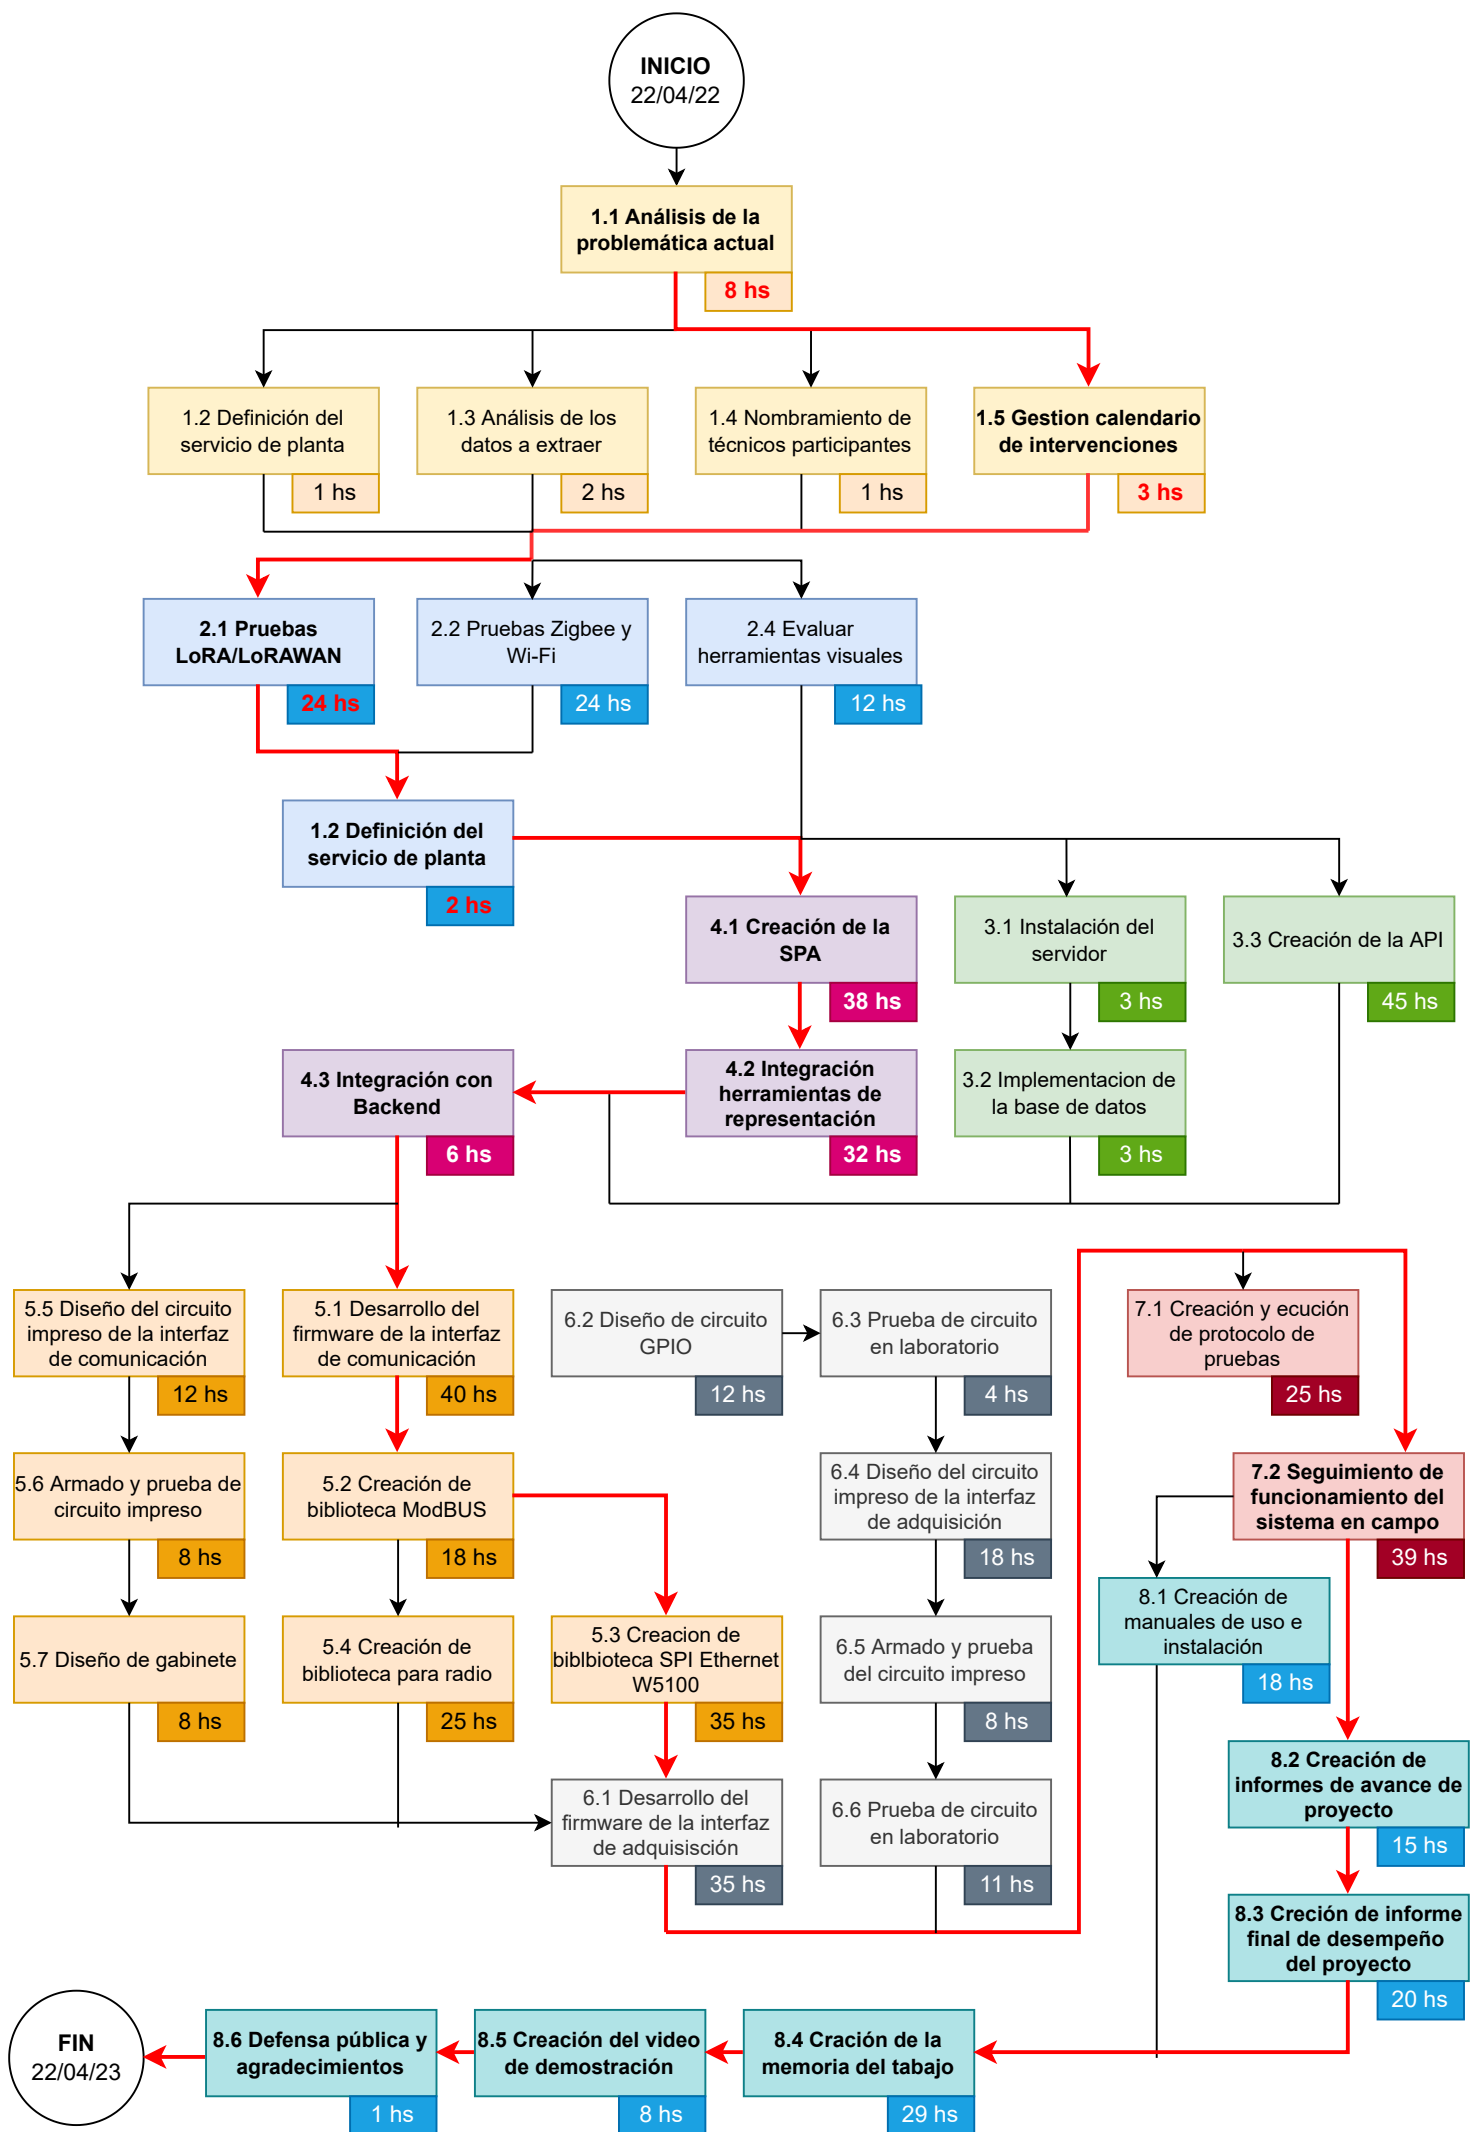 INICIO
22/04/22
1.1 Análisis de la
problemática actual
8 hs
1.2 Definición del
servicio de planta
1 hs
1.3 Análisis de los
datos a extraer
2 hs
1.4 Nombramiento de
técnicos participantes
1 hs
1.5 Gestion calendario
de intervenciones
3 hs
2.1 Pruebas
LoRA/LoRAWAN
24 hs
2.2 Pruebas Zigbee y
Wi-Fi
24 hs
2.4 Evaluar
herramientas visuales
12 hs
1.2 Definición del
servicio de planta
2 hs
4.1 Creación de la
SPA
38 hs
3.1 Instalación del
servidor
3 hs
3.3 Creación de la API
45 hs
4.3 Integración con
Backend
6 hs
4.2 Integración
herramientas de
representación
32 hs
3.2 Implementacion de
la base de datos
3 hs
5.5 Diseño del circuito
impreso de la interfaz
de comunicación
12 hs
5.1 Desarrollo del
firmware de la interfaz
de comunicación
40 hs
6.2 Diseño de circuito
GPIO
12 hs
6.3 Prueba de circuito
en laboratorio
4 hs
7.1 Creación y ecución
de protocolo de
pruebas
25 hs
5.6 Armado y prueba de
circuito impreso
8 hs
5.2 Creación de
biblioteca ModBUS
18 hs
6.4 Diseño del circuito
impreso de la interfaz
de adquisición
18 hs
7.2 Seguimiento de
funcionamiento del
sistema en campo
39 hs
5.7 Diseño de gabinete
8 hs
5.4 Creación de
biblioteca para radio
25 hs
5.3 Creacion de
biblbioteca SPI Ethernet
W5100
35 hs
6.5 Armado y prueba
del circuito impreso
8 hs
8.1 Creación de
manuales de uso e
instalación
18 hs
6.1 Desarrollo del
firmware de la interfaz
de adquisisción
35 hs
6.6 Prueba de circuito
en laboratorio
11 hs
8.2 Creación de
informes de avance de
proyecto
15 hs
8.3 Creción de informe
final de desempeño
del proyecto
20 hs
FIN
22/04/23
8.6 Defensa pública y
agradecimientos
1 hs
8.5 Creación del video
de demostración
8 hs
8.4 Cración de la
memoria del tabajo
29 hs